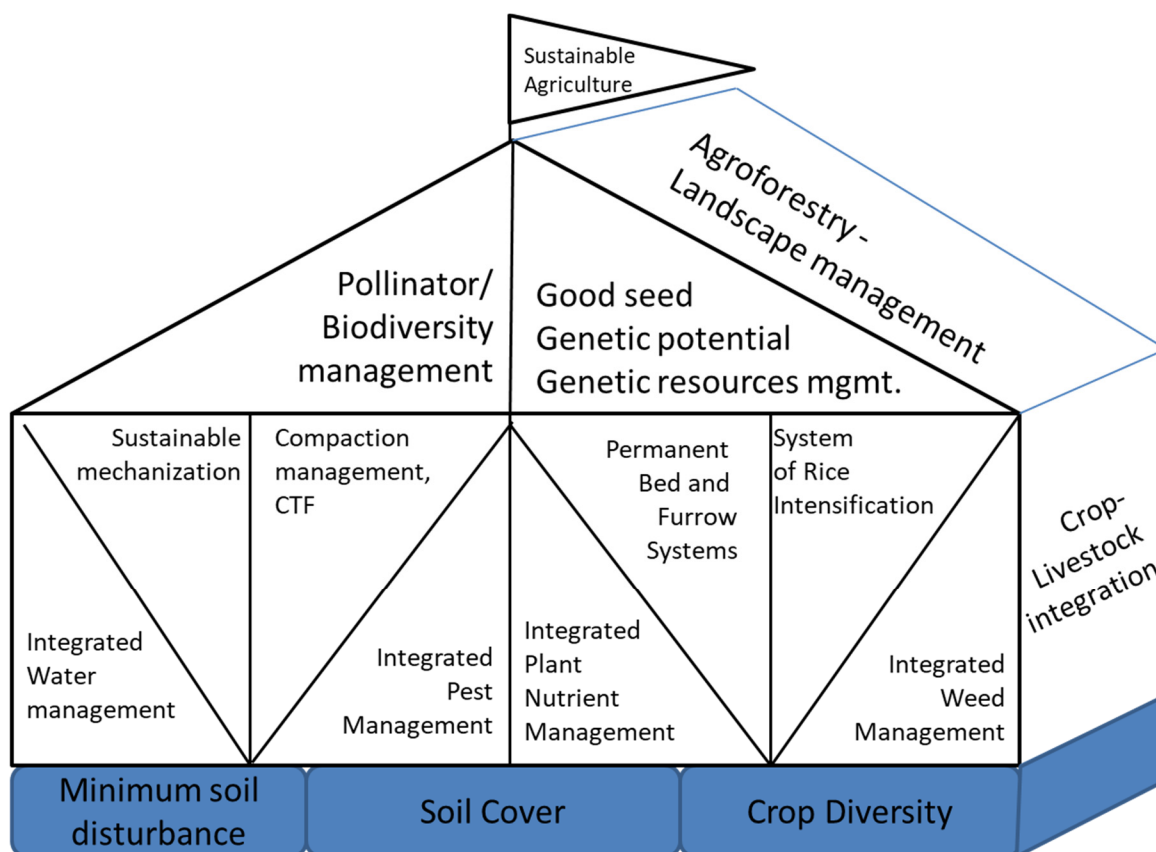 Sustainable
Agriculture
Agroforestry -
Landscape management
Pollinator/
Biodiversity
management
Good seed
Genetic potential
Genetic resources mgmt.
Sustainable
mechanization
Compaction
management,
CTF
Permanent
Bed and
Furrow
Systems
System
of Rice
Intensification
Crop-
Livestock
integration
Integrated
Water
management
Integrated
Pest
Management
Integrated
Plant
Nutrient
Management
Integrated
Weed
Management
Minimum soil
disturbance
Soil Cover
Crop Diversity